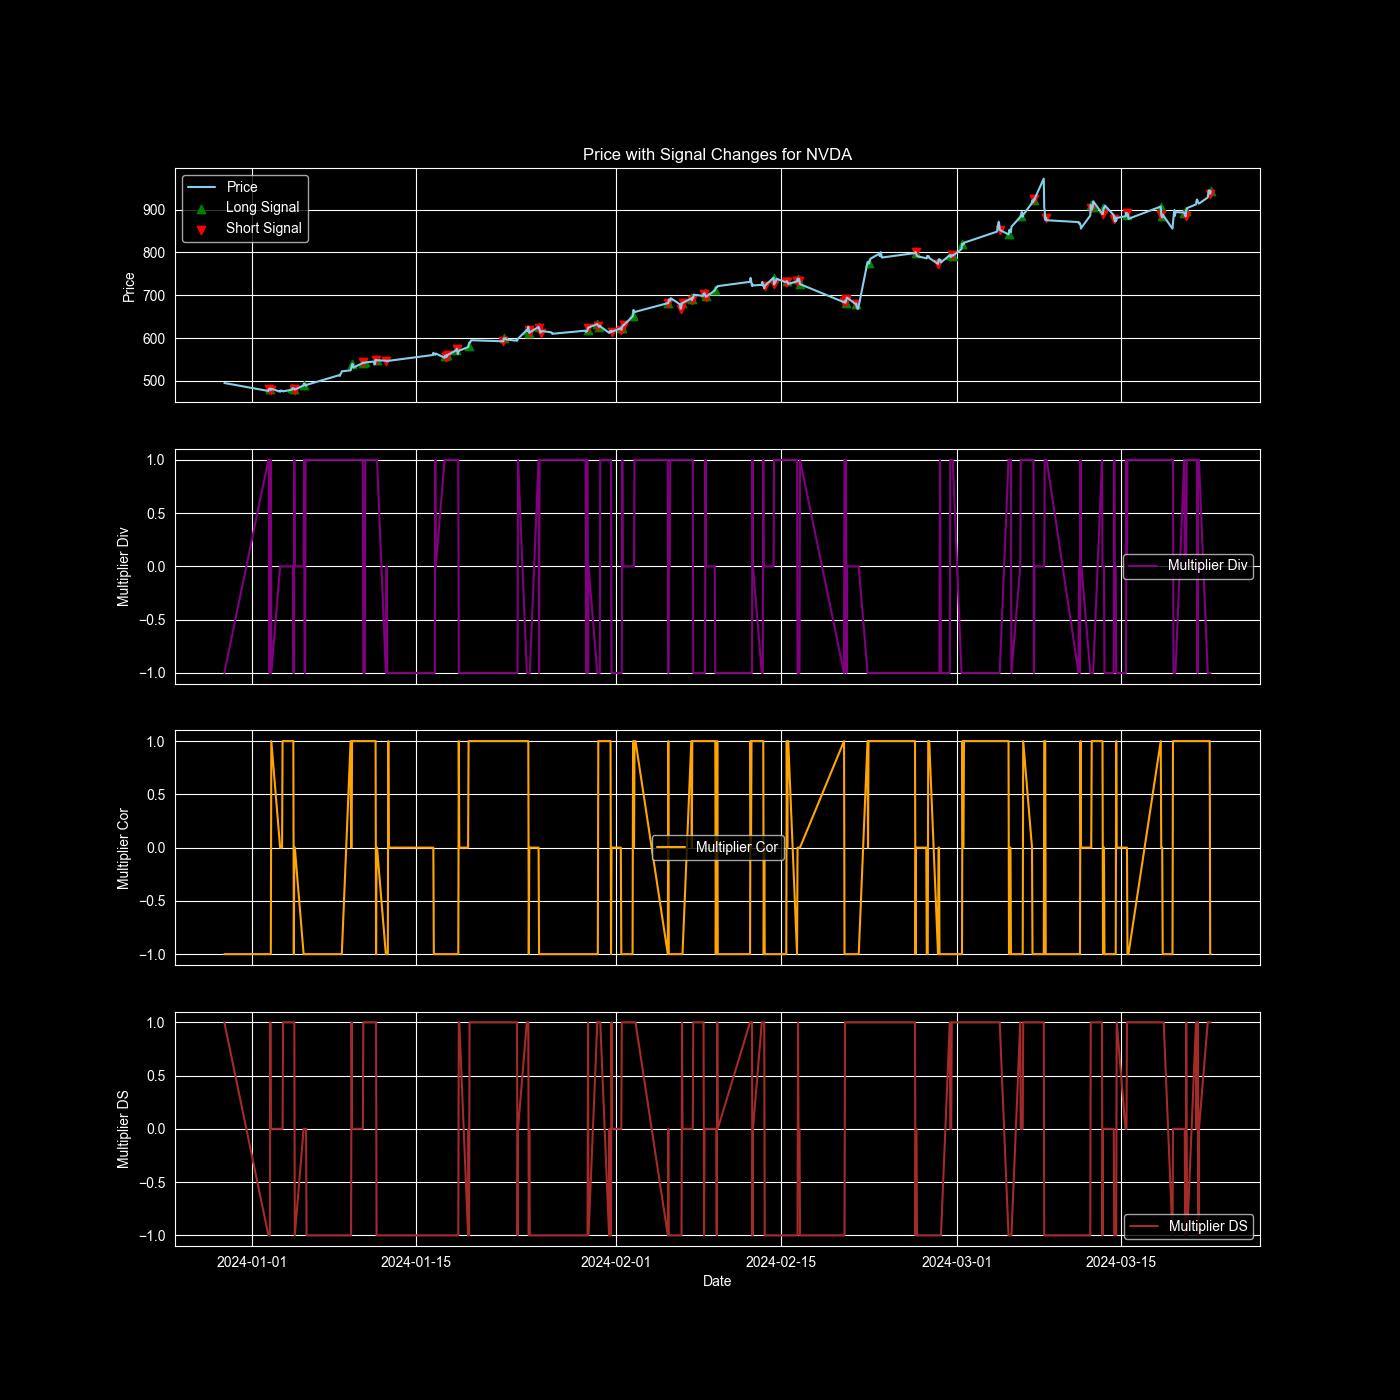 Price with Signal Changes for NVDA
Price
Long Signal
Short Signal
900
800
700
600
500
Price
1.0
0.5
0.0
−0.5
−1.0
Multiplier Div
Multiplier Div
1.0
0.5
0.0
−0.5
−1.0
Multiplier Cor
Multiplier Cor
1.0
0.5
0.0
−0.5
−1.0
Multiplier DS
Multiplier DS
2024-01-01 2024-01-15 2024-02-01 2024-02-15 2024-03-01 2024-03-15
Date